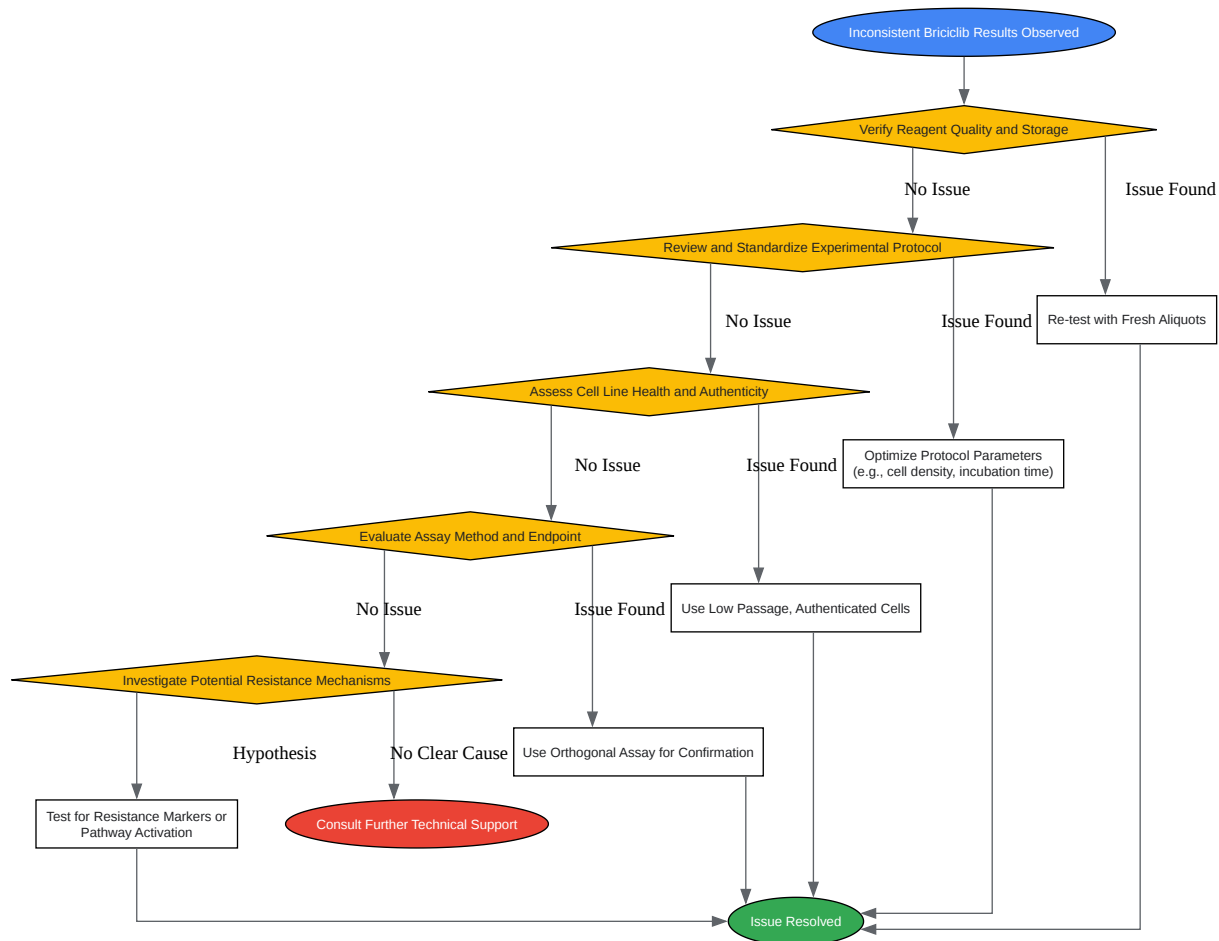 Inconsistent Briciclib Results Observed
Verify Reagent Quality and Storage
No Issue
Issue Found
Review and Standardize Experimental Protocol
No Issue
Issue Found
Re-test with Fresh Aliquots
Assess Cell Line Health and Authenticity
No Issue
Issue Found
Optimize Protocol Parameters
(e.g., cell density, incubation time)
Evaluate Assay Method and Endpoint
No Issue
Issue Found
Use Low Passage, Authenticated Cells
Investigate Potential Resistance Mechanisms
Hypothesis
No Clear Cause
Use Orthogonal Assay for Confirmation
Test for Resistance Markers or
Pathway Activation
Consult Further Technical Support
Issue Resolved